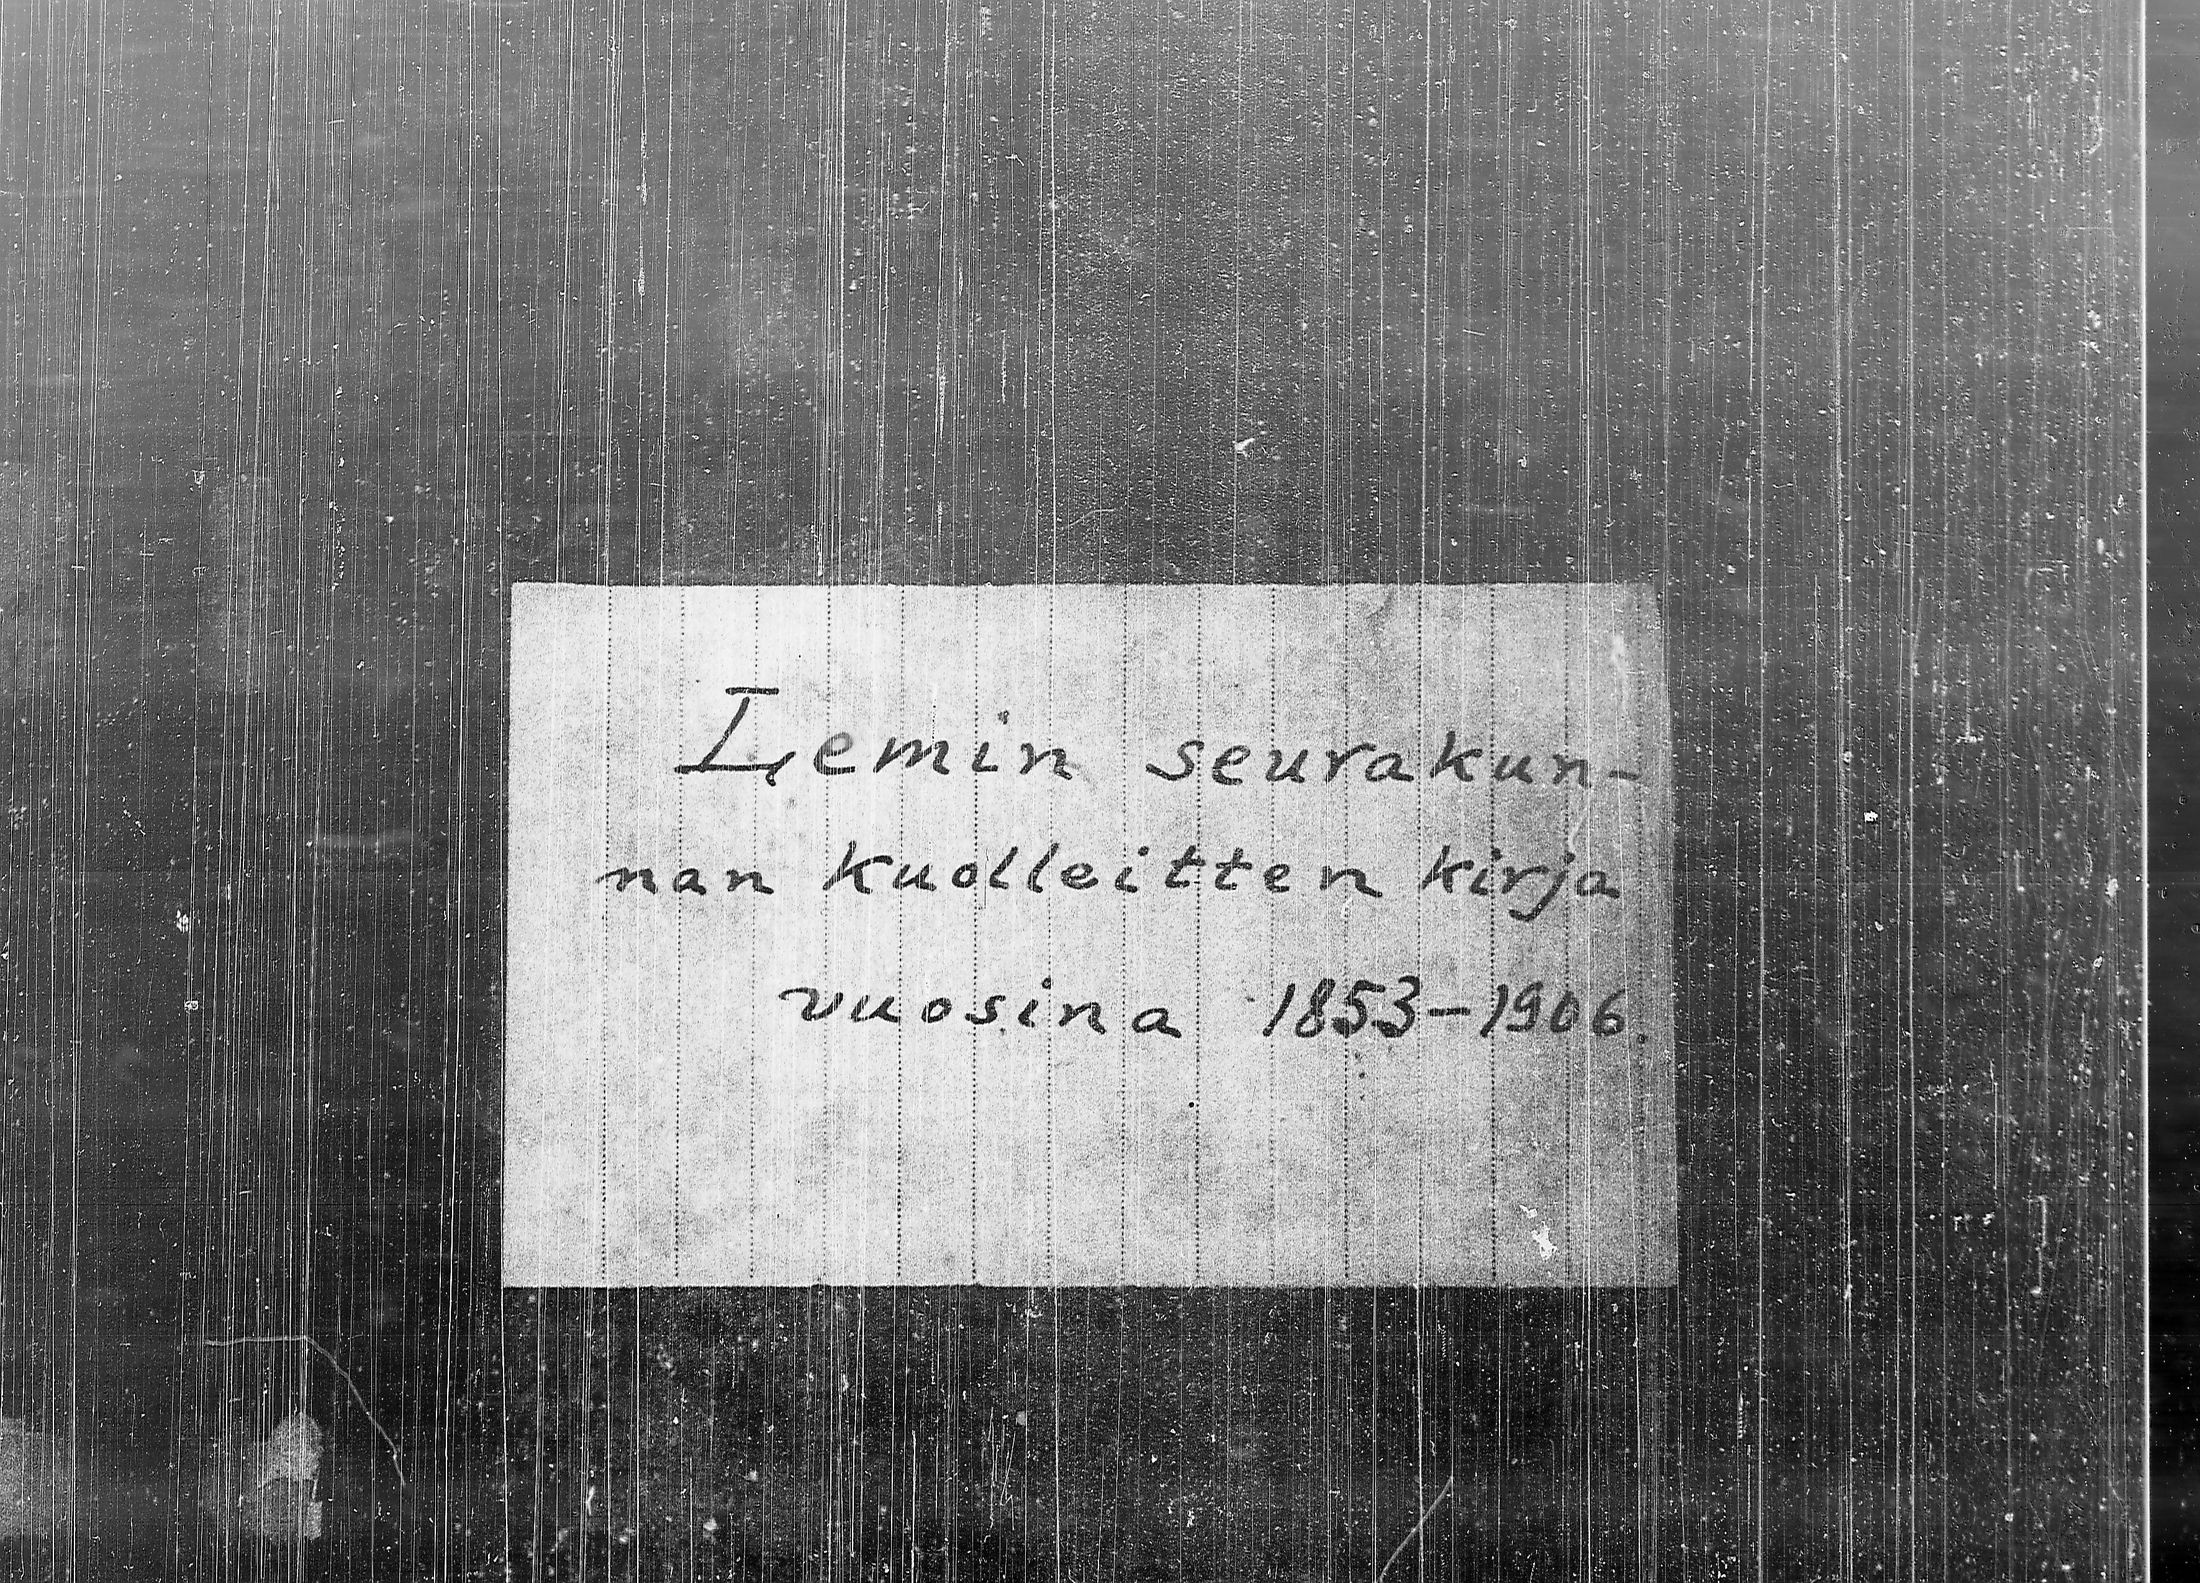 Lemin seurakun-
nan kuolleitten kirja
vuosina 1853-1906.